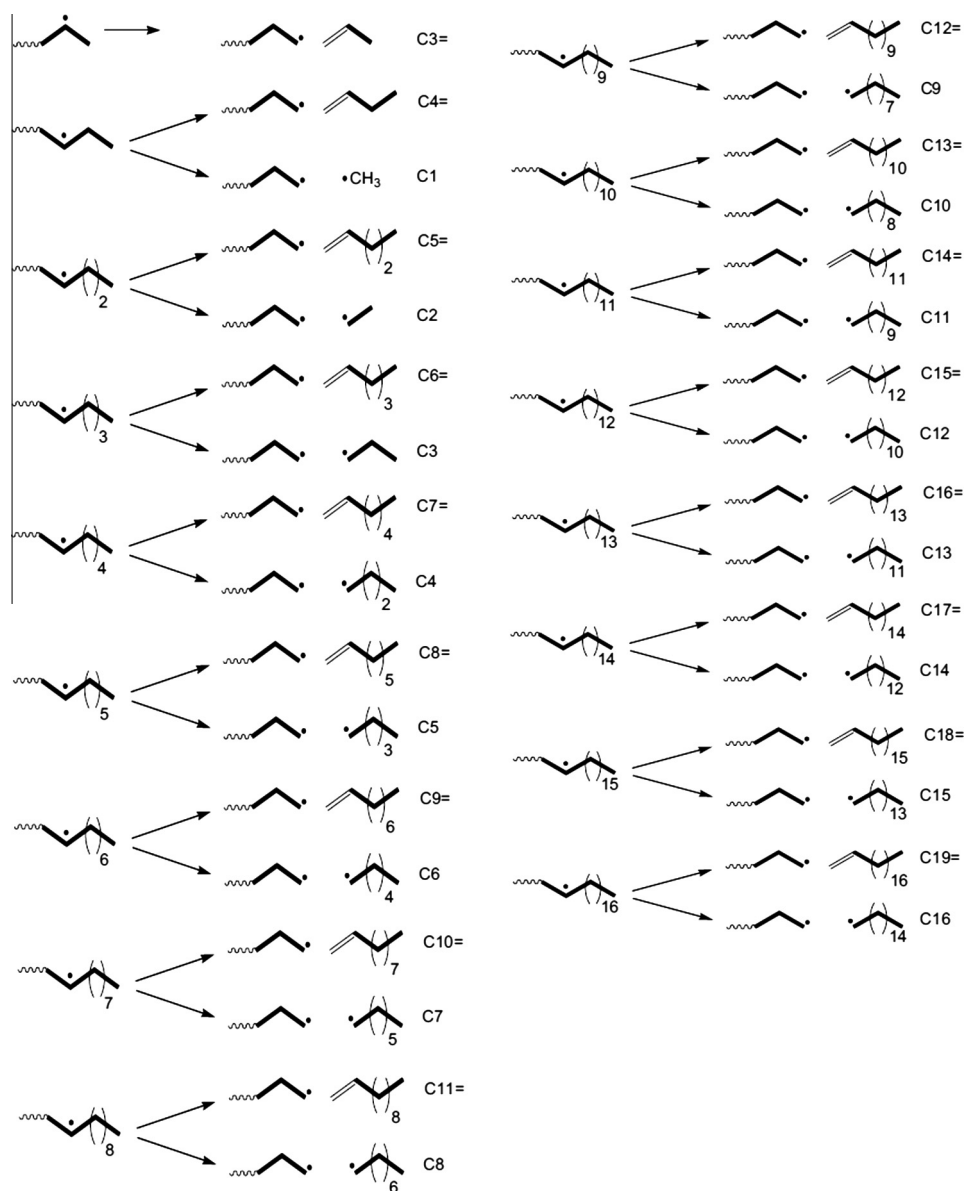 C3=
C4=
C1
•CH3
2
C5=
2
C2
3
C6=
3
C3
4
C7=
4
C4
2
5
C8=
5
C5
3
6
C9=
6
C6
4
7
C10=
7
C7
5
8
C11=
8
C8
6
9
C12=
9
C9
7
10
C13=
10
C10
8
11
C14=
11
C11
9
12
C15=
12
C12
10
13
C16=
13
C13
11
14
C17=
14
C14
12
15
C18=
15
C15
13
16
C19=
16
C16
14